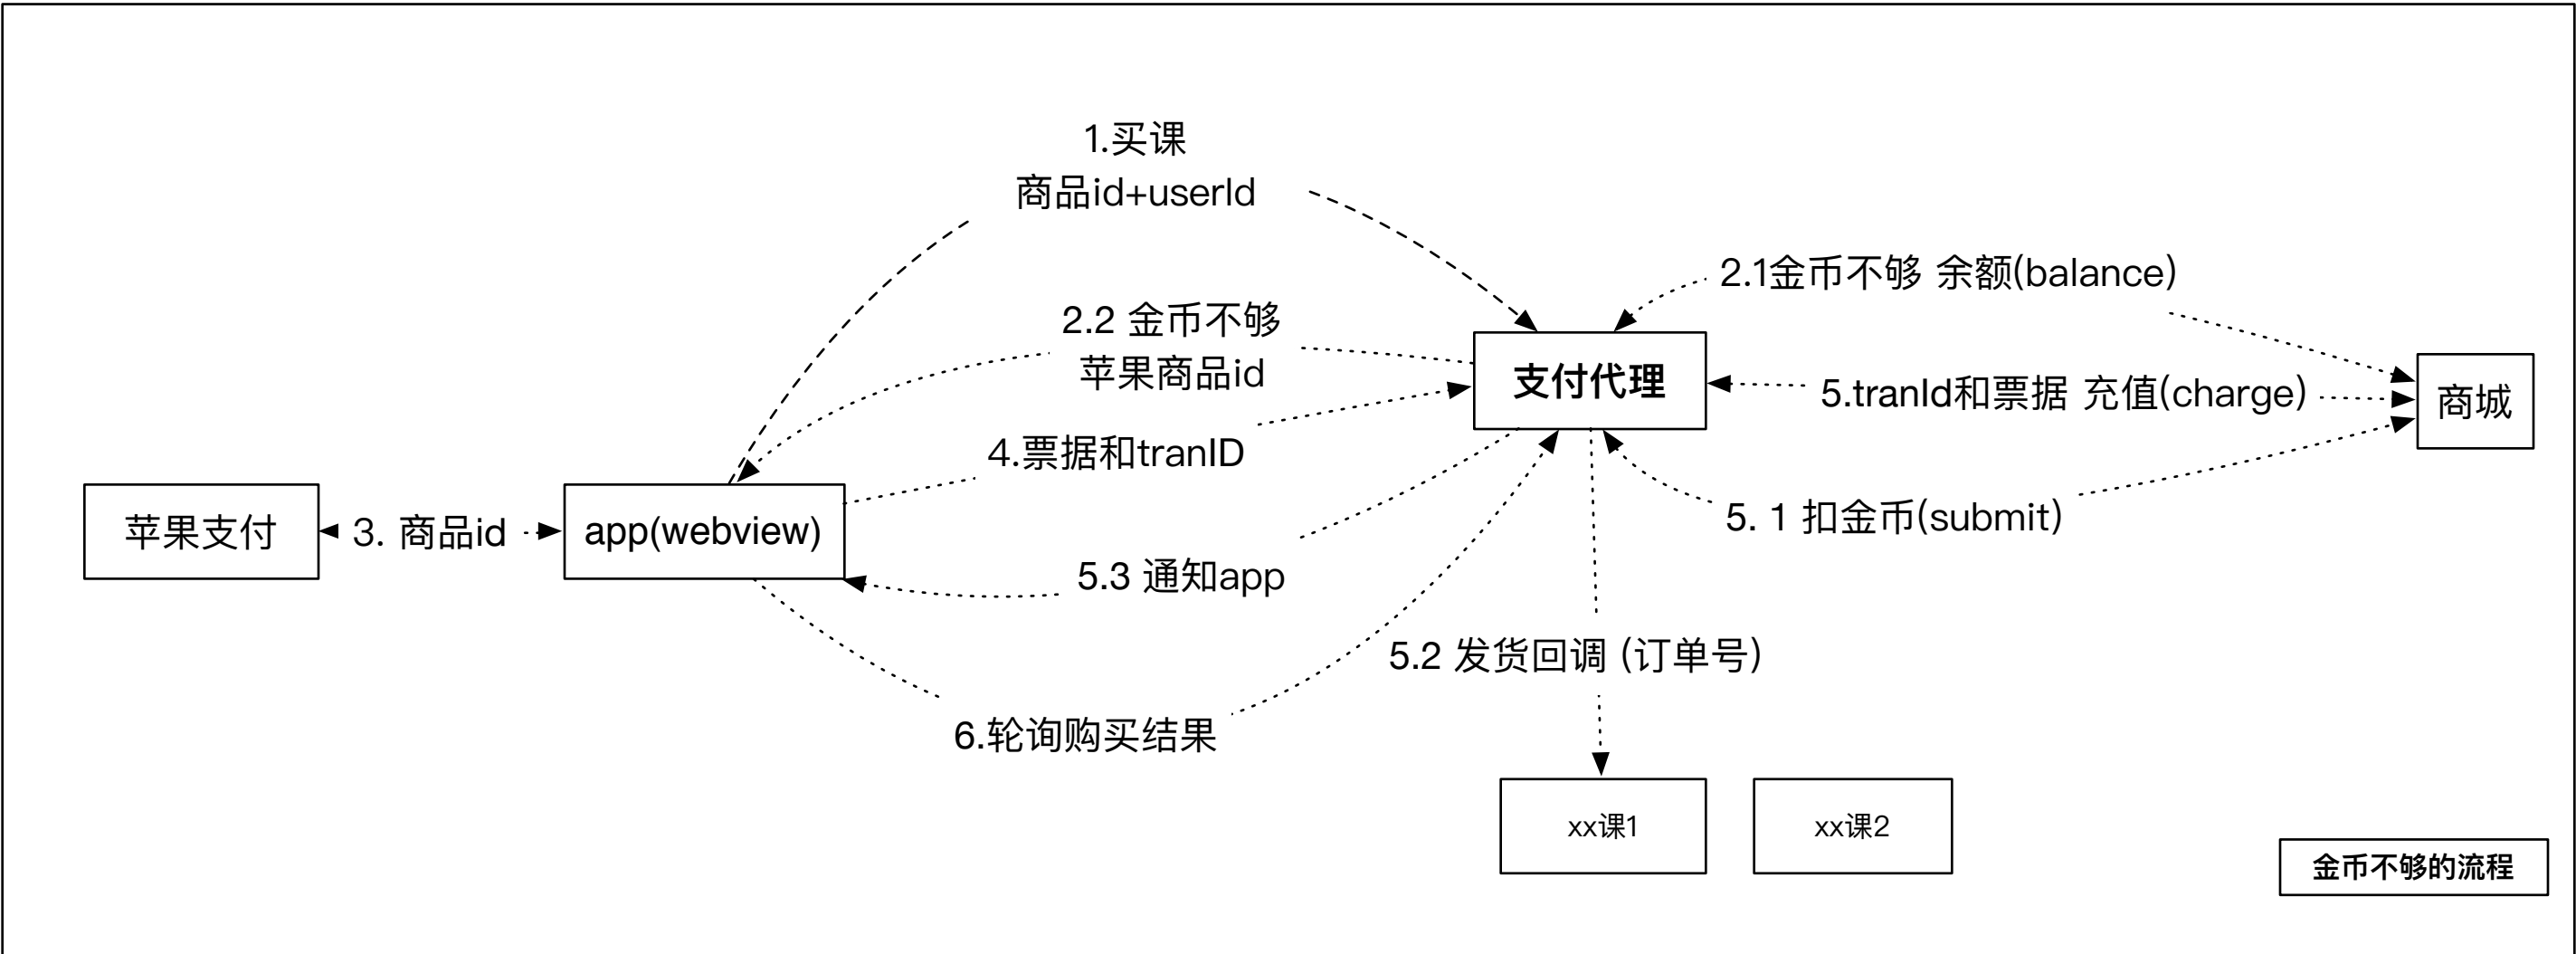 1.买课
商品id+userId
2.1金币不够 余额(balance)
2.2 金币不够
苹果商品id
支付代理
5.tranId和票据 充值(charge)
商城
4.票据和tranID
苹果支付
3. 商品id
app(webview)
5. 1 扣金币(submit)
5.3 通知app
5.2 发货回调 (订单号)
6.轮询购买结果
xx课1
xx课2
金币不够的流程